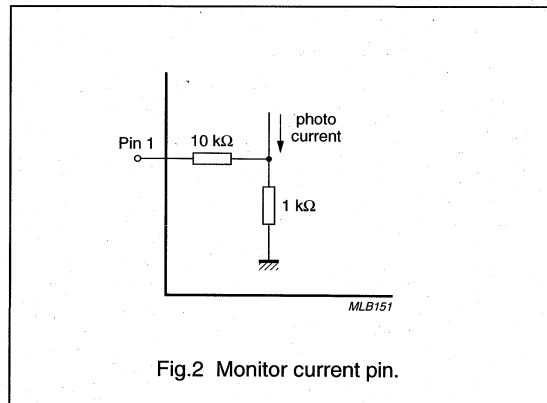 photo
current
Pin 1
10 kΩ
1 kΩ
MLB151
Fig.2 Monitor current pin.